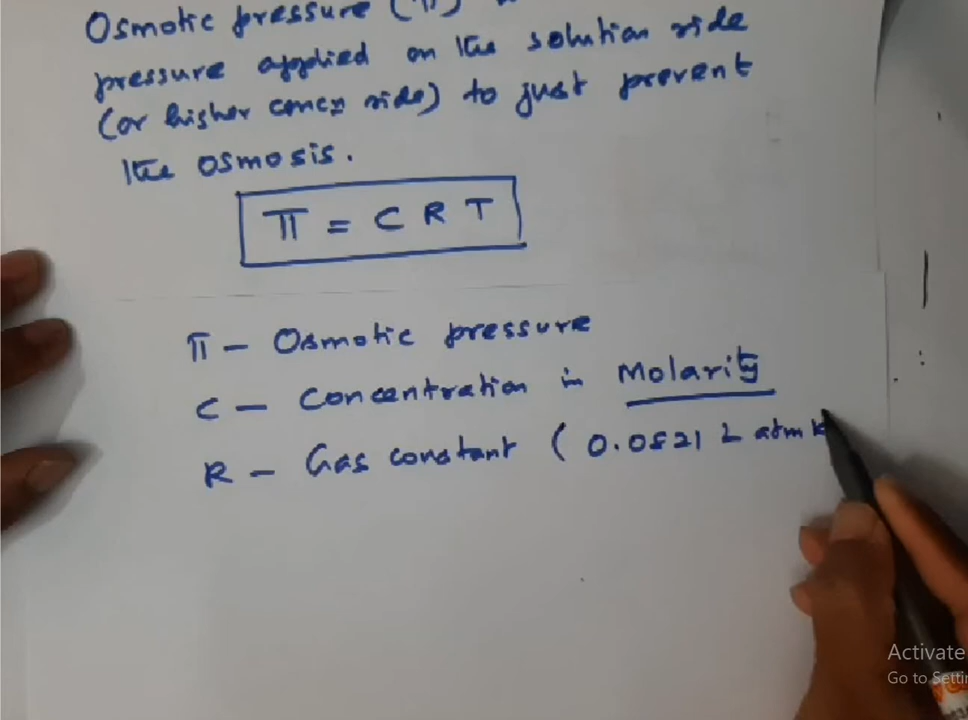 Osmotic pressure (π)
pressure applied on the solution side
(or higher concn side) to just prevent
the osmosis.
π = C R T
π - Osmotic pressure
C - Concentration in Molarity
R - Gas constant (0.0821 L atm K
Activate
Go to Settin